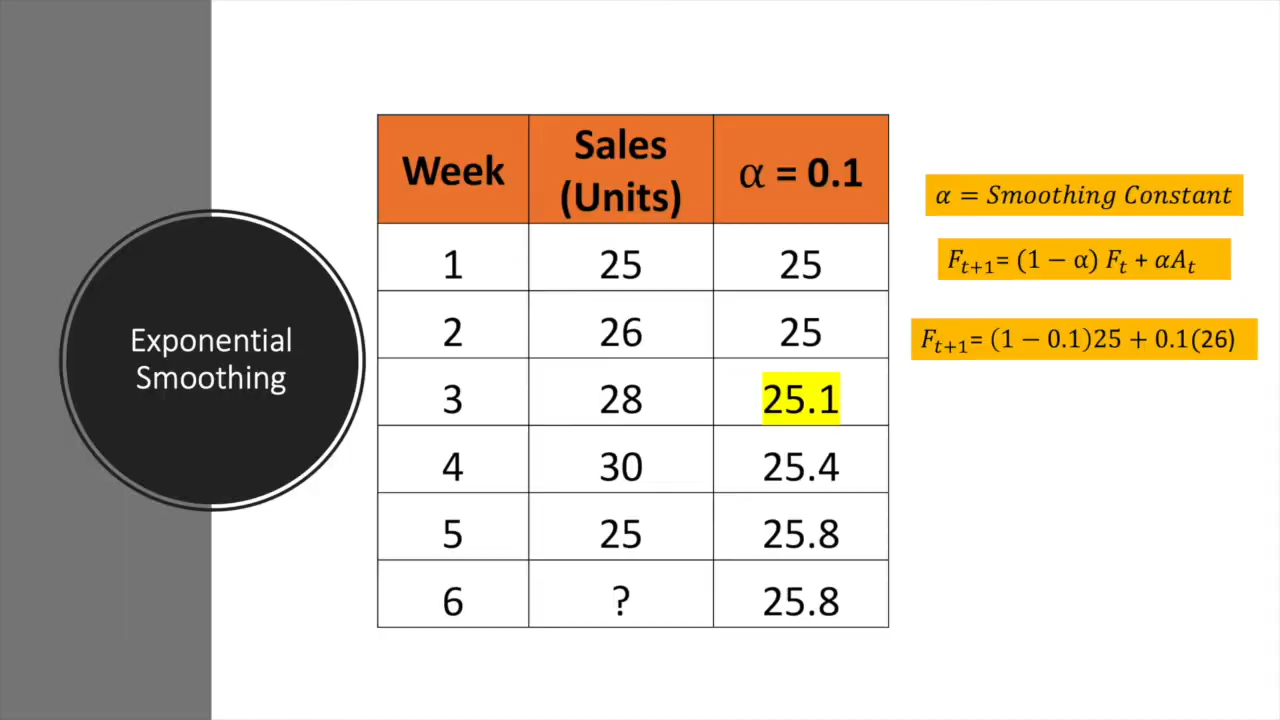 Exponential
Smoothing
Week Sales (Units) α = 0.1
1 25 25
2 26 25
3 28 25.1
4 30 25.4
5 25 25.8
6 ? 25.8
α = Smoothing Constant
Fₜ₊₁= (1 − α) Fₜ + αAₜ
Fₜ₊₁= (1 − 0.1)25 + 0.1(26)